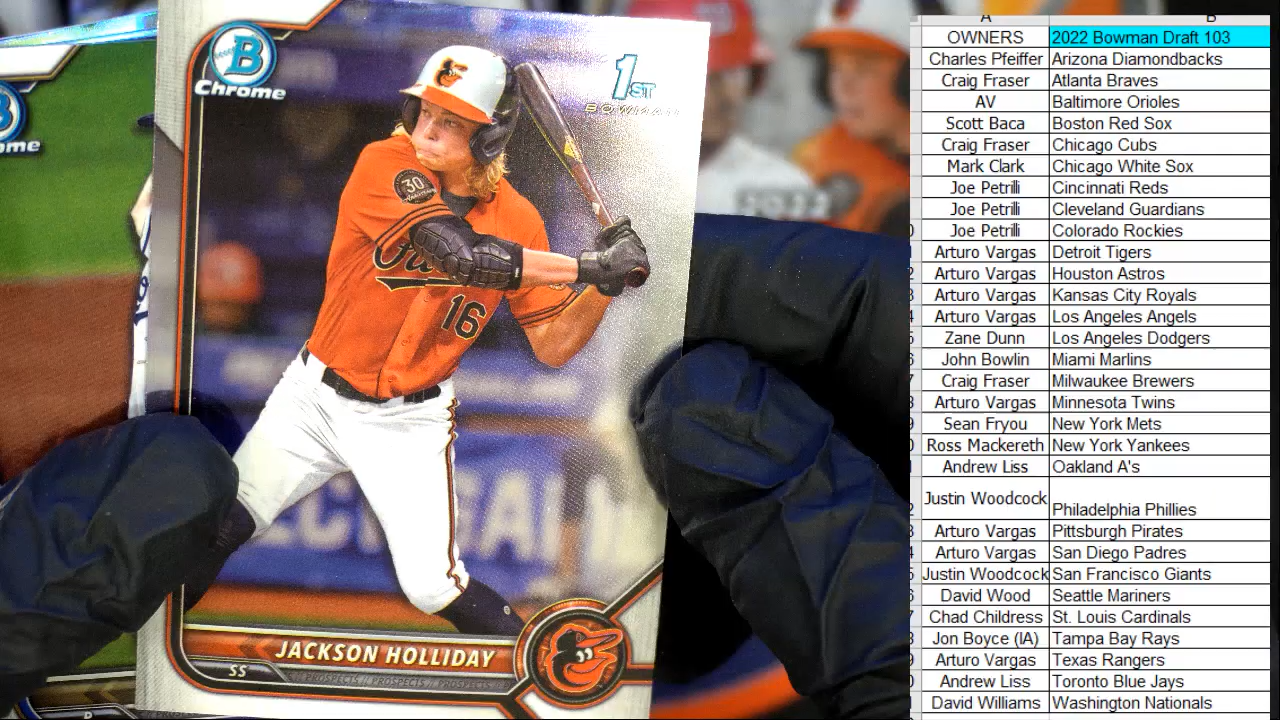 B
Chrome
1ST
BOWMAN
30
16
JACKSON HOLLIDAY
SS
PROSPECTS // PROSPECTS // PROSPECTS
ome
2022
A B
OWNERS 2022 Bowman Draft 103
Charles Pfeiffer Arizona Diamondbacks
Craig Fraser Atlanta Braves
AV Baltimore Orioles
Scott Baca Boston Red Sox
Craig Fraser Chicago Cubs
Mark Clark Chicago White Sox
Joe Petrilli Cincinnati Reds
Joe Petrilli Cleveland Guardians
Joe Petrilli Colorado Rockies
Arturo Vargas Detroit Tigers
Arturo Vargas Houston Astros
Arturo Vargas Kansas City Royals
Arturo Vargas Los Angeles Angels
Zane Dunn Los Angeles Dodgers
John Bowlin Miami Marlins
Craig Fraser Milwaukee Brewers
Arturo Vargas Minnesota Twins
Sean Fryou New York Mets
Ross Mackereth New York Yankees
Andrew Liss Oakland A's
Justin Woodcock Philadelphia Phillies
Arturo Vargas Pittsburgh Pirates
Arturo Vargas San Diego Padres
Justin Woodcock San Francisco Giants
David Wood Seattle Mariners
Chad Childress St. Louis Cardinals
Jon Boyce (IA) Tampa Bay Rays
Arturo Vargas Texas Rangers
Andrew Liss Toronto Blue Jays
David Williams Washington Nationals